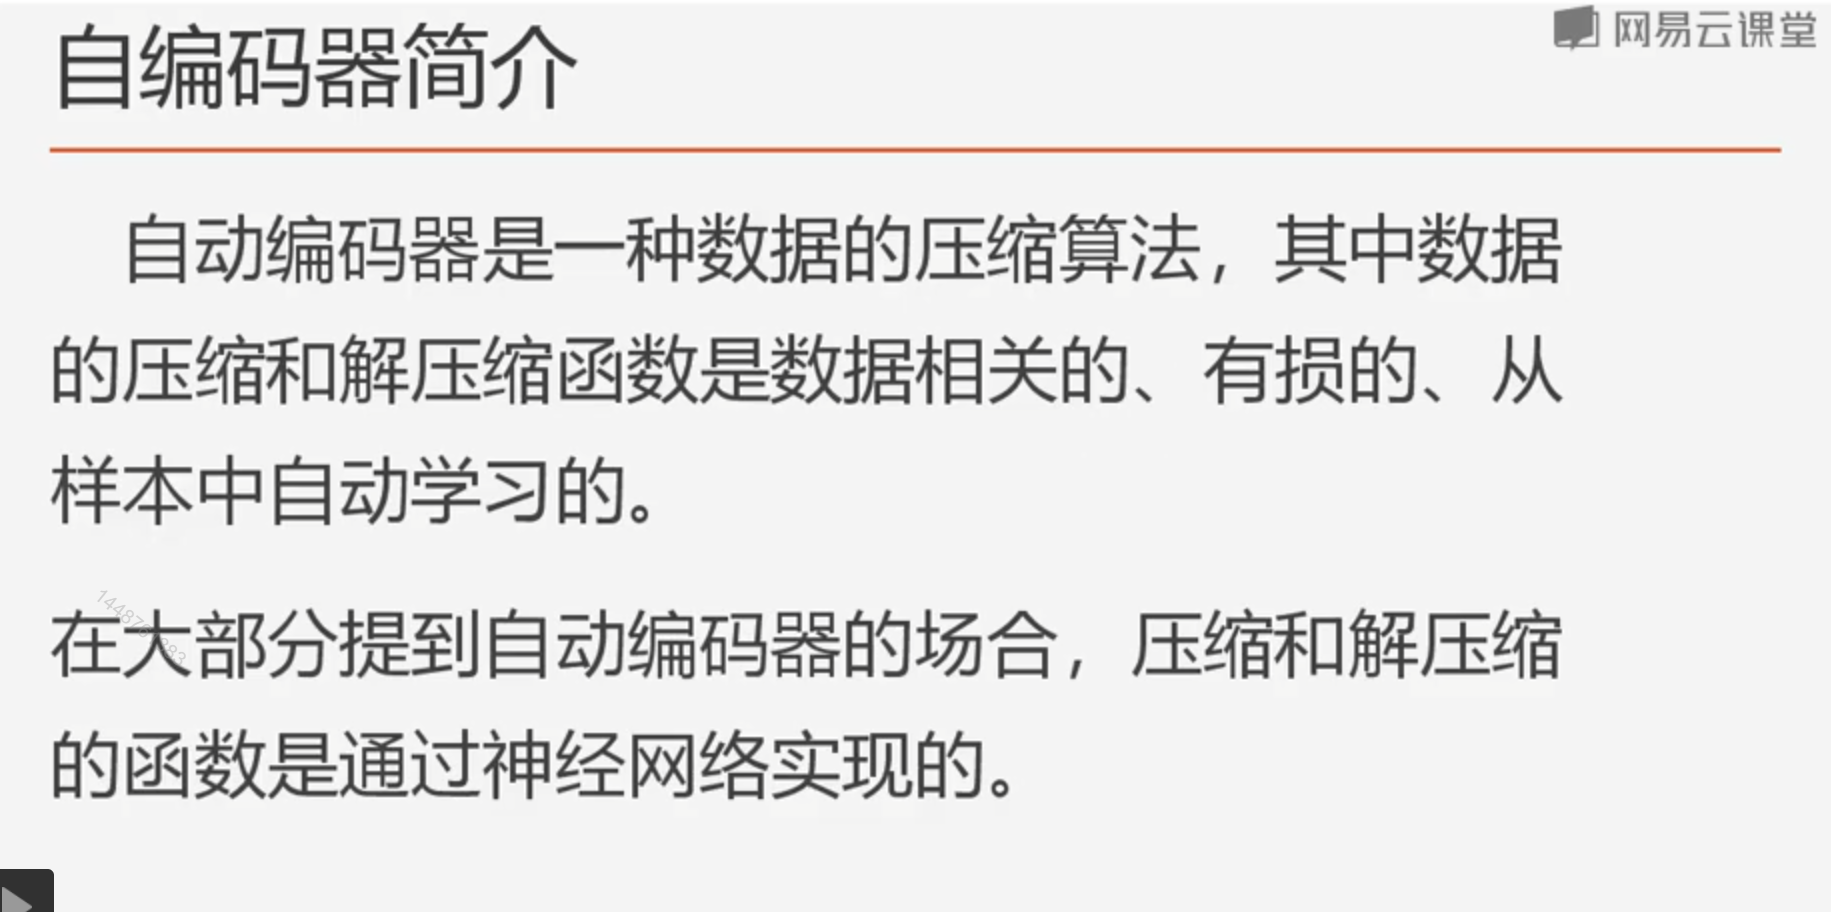 网易云课堂
自编码器简介
自动编码器是一种数据的压缩算法，其中数据
的压缩和解压缩函数是数据相关的、有损的、从
样本中自动学习的。
在大部分提到自动编码器的场合，压缩和解压缩
的函数是通过神经网络实现的。